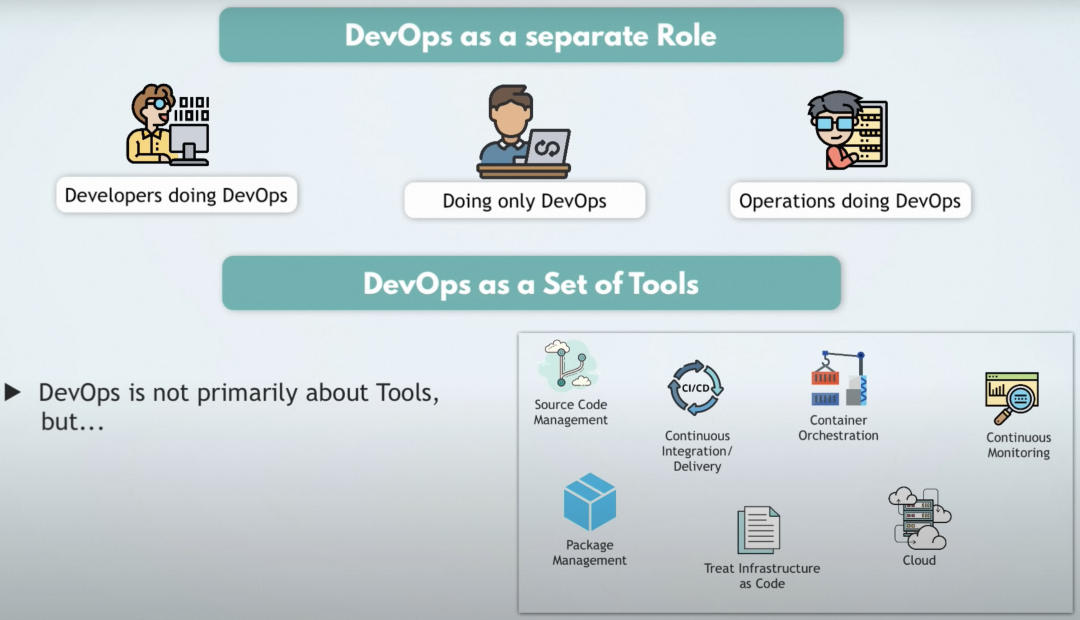 DevOps as a separate Role
0101
11010
Developers doing DevOps
Doing only DevOps
Operations doing DevOps
DevOps as a Set of Tools
▶ DevOps is not primarily about Tools,
but...
Source Code
Management
CI/CD
Continuous
Integration/
Delivery
Container
Orchestration
Continuous
Monitoring
Package
Management
Treat Infrastructure
as Code
Cloud